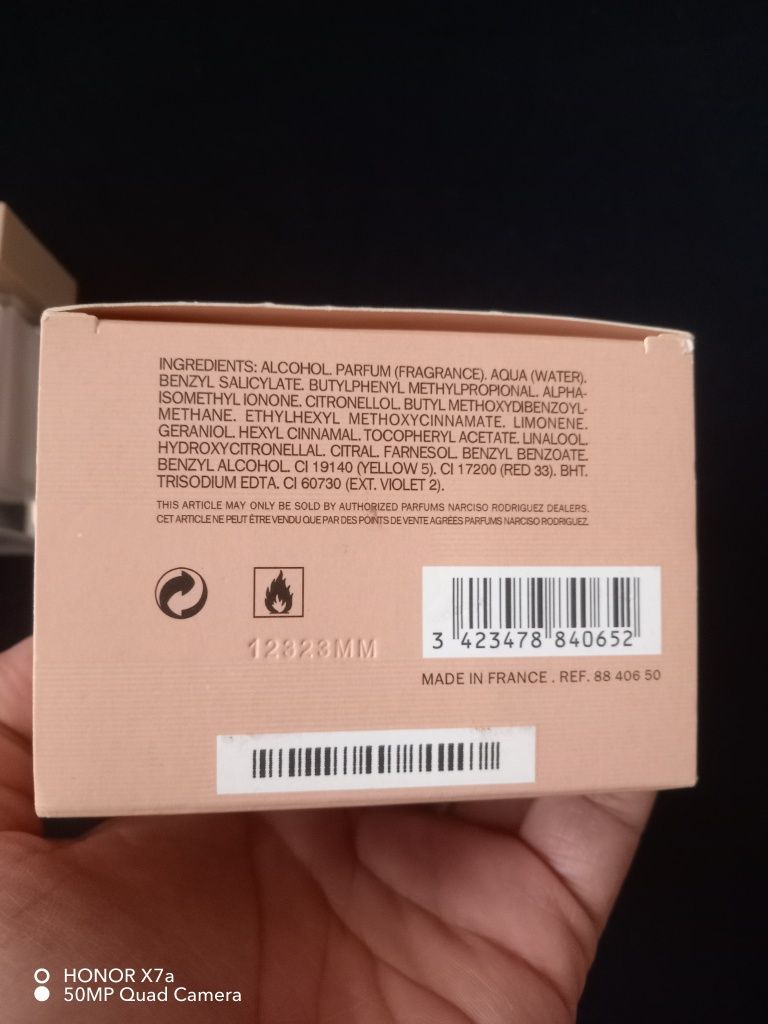 INGREDIENTS: ALCOHOL. PARFUM (FRAGRANCE). AQUA (WATER).
BENZYL SALICYLATE. BUTYLPHENYL METHYLPROPIONAL. ALPHA-
ISOMETHYL IONONE. CITRONELLOL. BUTYL METHOXYDIBENZOYL-
METHANE. ETHYLHEXYL METHOXYCINNAMATE. LIMONENE.
GERANIOL. HEXYL CINNAMAL. TOCOPHERYL ACETATE. LINALOOL.
HYDROXYCITRONELLAL. CITRAL. FARNESOL. BENZYL BENZOATE.
BENZYL ALCOHOL. CI 19140 (YELLOW 5). CI 17200 (RED 33). BHT.
TRISODIUM EDTA. CI 60730 (EXT. VIOLET 2).
THIS ARTICLE MAY ONLY BE SOLD BY AUTHORIZED PARFUMS NARCISO RODRIGUEZ DEALERS.
CET ARTICLE NE PEUT ÊTRE VENDU QUE PAR DES POINTS DE VENTE AGRÉÉS PARFUMS NARCISO RODRIGUEZ.
12323MM
3 423478 840652
MADE IN FRANCE . REF. 88 406 50
HONOR X7a
50MP Quad Camera